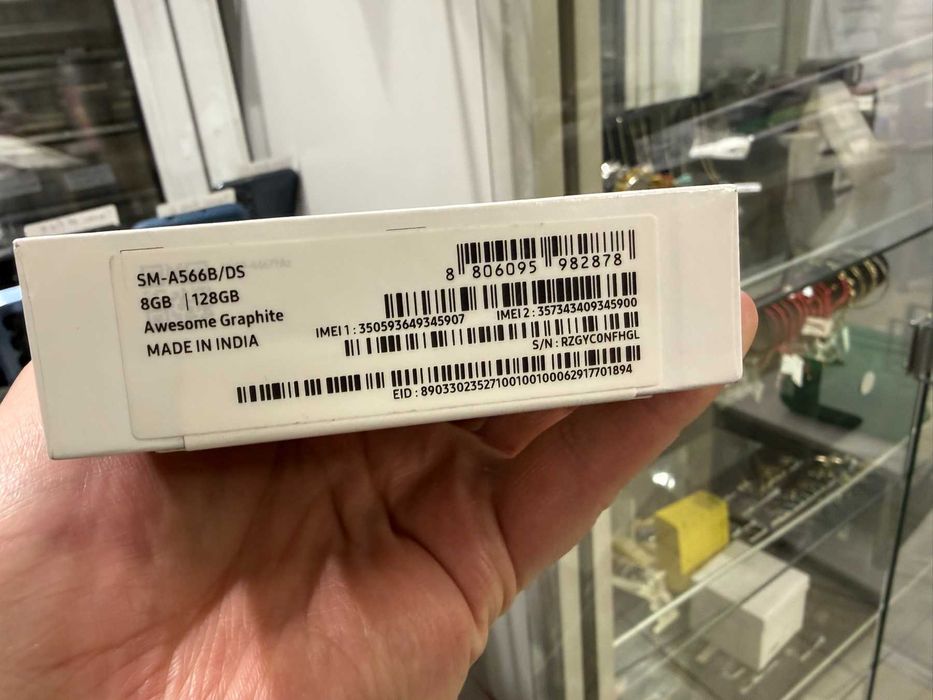 SM-A566B/DS
8GB | 128GB
Awesome Graphite
MADE IN INDIA
8 806095 982878
IMEI 1 : 350593649345907
IMEI 2 : 357343409345900
S/N : RZGYC0NFHGL
EID : 89033023527100100100062917701894